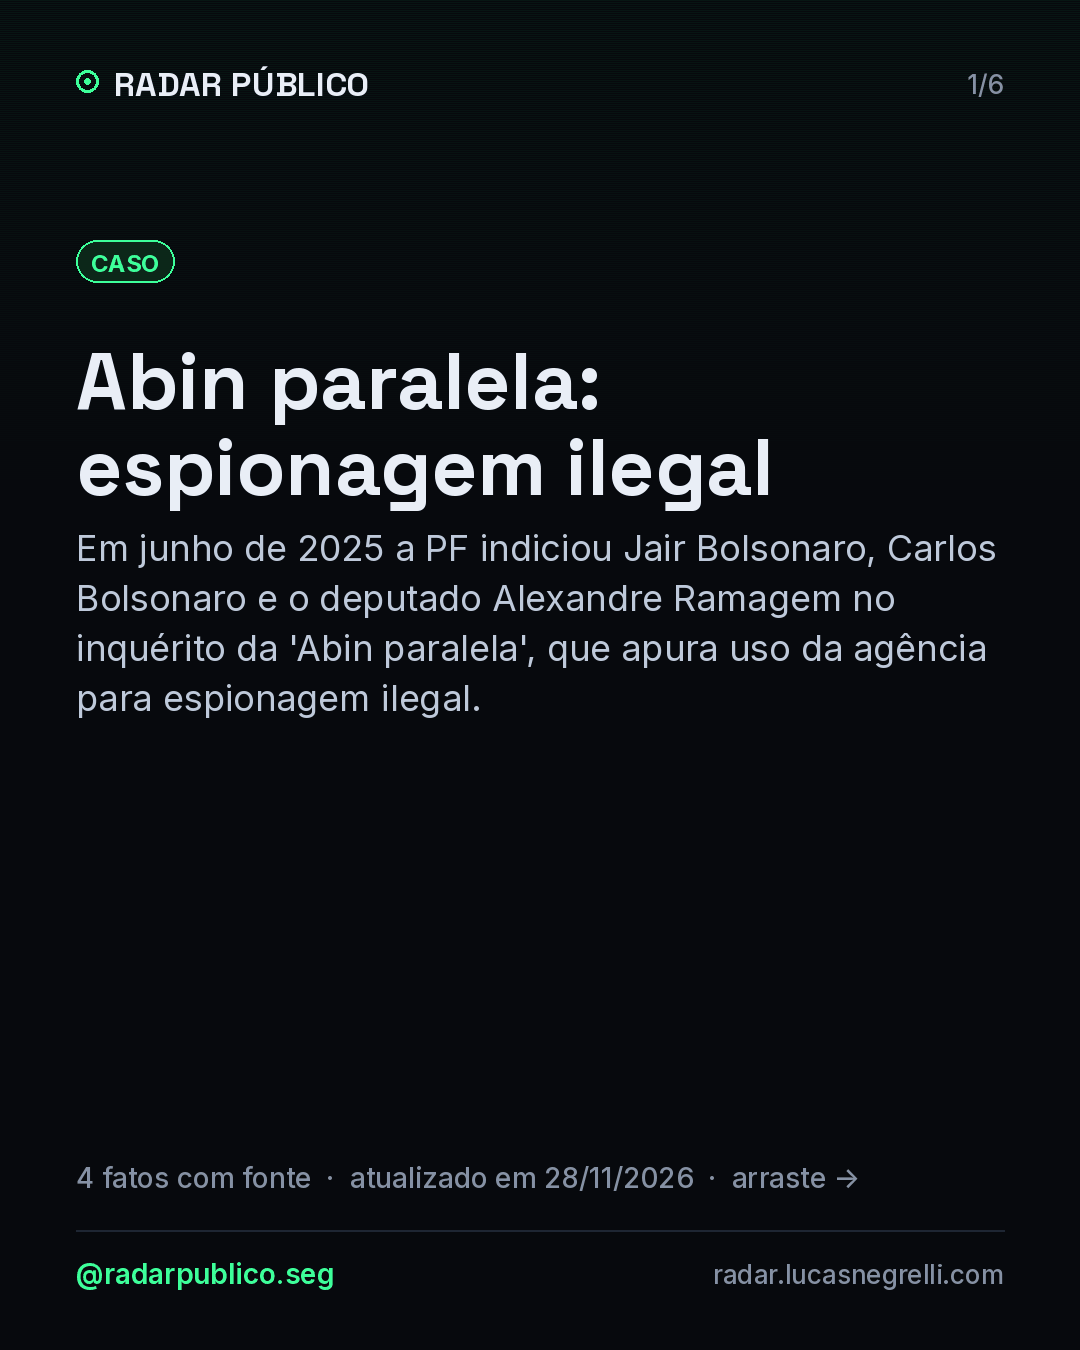 RADAR PÚBLICO
1/6
CASO
Abin paralela:
espionagem ilegal
Em junho de 2025 a PF indiciou Jair Bolsonaro, Carlos
Bolsonaro e o deputado Alexandre Ramagem no
inquérito da 'Abin paralela', que apura uso da agência
para espionagem ilegal.
4 fatos com fonte · atualizado em 28/11/2026 · arraste →
@radarpublico.seg
radar.lucasnegrelli.com